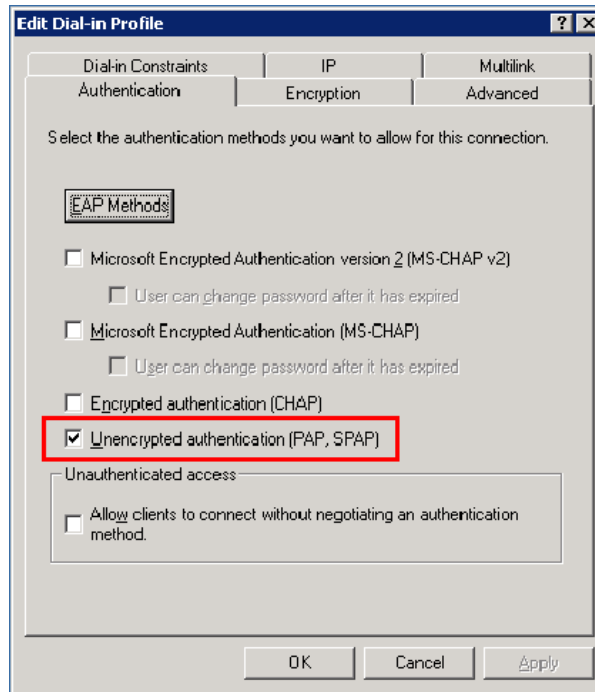 Edit Dial-in Profile
Dial-in Constraints IP Multilink
Authentication Encryption Advanced
Select the authentication methods you want to allow for this connection.
EAP Methods
Microsoft Encrypted Authentication version 2 (MS-CHAP v2)
User can change password after it has expired
Microsoft Encrypted Authentication (MS-CHAP)
User can change password after it has expired
Encrypted authentication (CHAP)
Unencrypted authentication (PAP, SPAP)
Unauthenticated access
Allow clients to connect without negotiating an authentication
method.
OK Cancel Apply